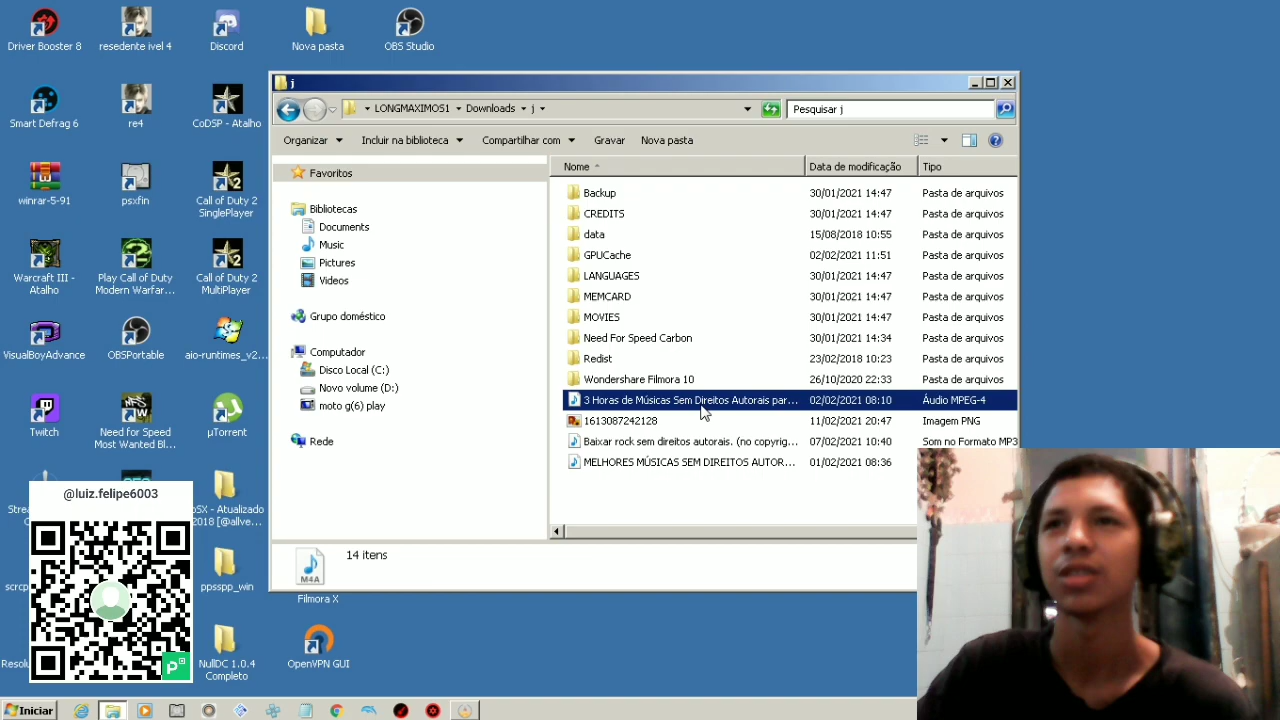 Driver Booster 8
resedente ivel 4
Discord
Nova pasta
OBS Studio
Smart Defrag 6
re4
CoDSP - Atalho
winrar-5-91
psxfin
Call of Duty 2
SinglePlayer
Warcraft III -
Atalho
Play Call of Duty
Modern Warfar...
Call of Duty 2
MultiPlayer
VisualBoyAdvance
OBSPortable
aio-runtimes_v2...
Twitch
Need for Speed
Most Wanted Bl...
µTorrent
@luiz.felipe6003
oSX - Atualizado
2018 [@allve...
scrcp
ppsspp_win
NullDC 1.0.4
Completo
Filmora X
OpenVPN GUI
j
LONGMAXIMOS1
Downloads
j
Pesquisar j
Organizar
Incluir na biblioteca
Compartilhar com
Gravar
Nova pasta
Favoritos
Bibliotecas
Documents
Music
Pictures
Videos
Grupo doméstico
Computador
Disco Local (C:)
Novo volume (D:)
moto g(6) play
Rede
Nome
Data de modificação
Tipo
Backup 30/01/2021 14:47 Pasta de arquivos
CREDITS 30/01/2021 14:47 Pasta de arquivos
data 15/08/2018 10:55 Pasta de arquivos
GPUCache 02/02/2021 11:51 Pasta de arquivos
LANGUAGES 30/01/2021 14:47 Pasta de arquivos
MEMCARD 30/01/2021 14:47 Pasta de arquivos
MOVIES 30/01/2021 14:47 Pasta de arquivos
Need For Speed Carbon 30/01/2021 14:34 Pasta de arquivos
Redist 23/02/2018 10:23 Pasta de arquivos
Wondershare Filmora 10 26/10/2020 22:33 Pasta de arquivos
3 Horas de Músicas Sem Direitos Autorais par... 02/02/2021 08:10 Áudio MPEG-4
1613087242128 11/02/2021 20:47 Imagem PNG
Baixar rock sem direitos autorais. (no copyrig... 07/02/2021 10:40 Som no Formato MP3
MELHORES MÚSICAS SEM DIREITOS AUTOR... 01/02/2021 08:36
M4A
14 itens
Iniciar